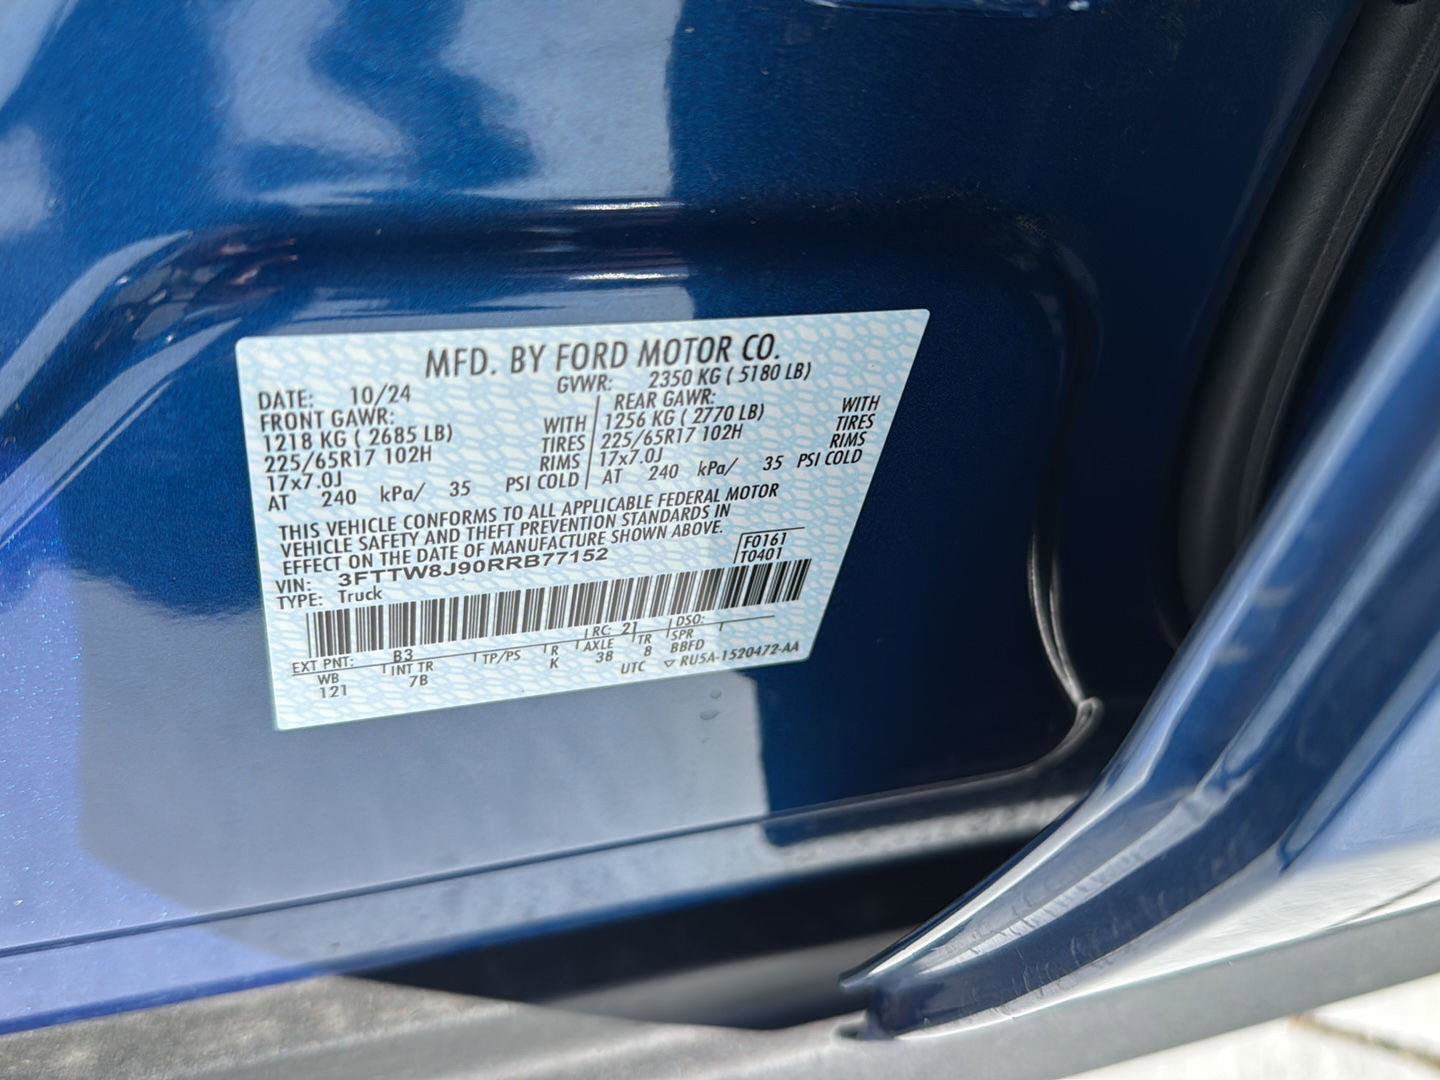 MFD. BY FORD MOTOR CO.
DATE: 10/24 GVWR: 2350 KG ( 5180 LB)
FRONT GAWR: REAR GAWR:
1218 KG ( 2685 LB) WITH 1256 KG ( 2770 LB) WITH
225/65R17 102H TIRES 225/65R17 102H TIRES
17x7.0J RIMS 17x7.0J RIMS
AT 240 kPa/ 35 PSI COLD AT 240 kPa/ 35 PSI COLD
THIS VEHICLE CONFORMS TO ALL APPLICABLE FEDERAL MOTOR
VEHICLE SAFETY AND THEFT PREVENTION STANDARDS IN
EFFECT ON THE DATE OF MANUFACTURE SHOWN ABOVE.
VIN: 3FTTW8J90RRB77152 F0161
TYPE: Truck T0401
EXT PNT: B3 RC: 21 DSO:
WB INT TR TP/PS R AXLE TR SPR
121 7B K 38 8 BBFD
UTC ▽ RU5A-1520472-AA